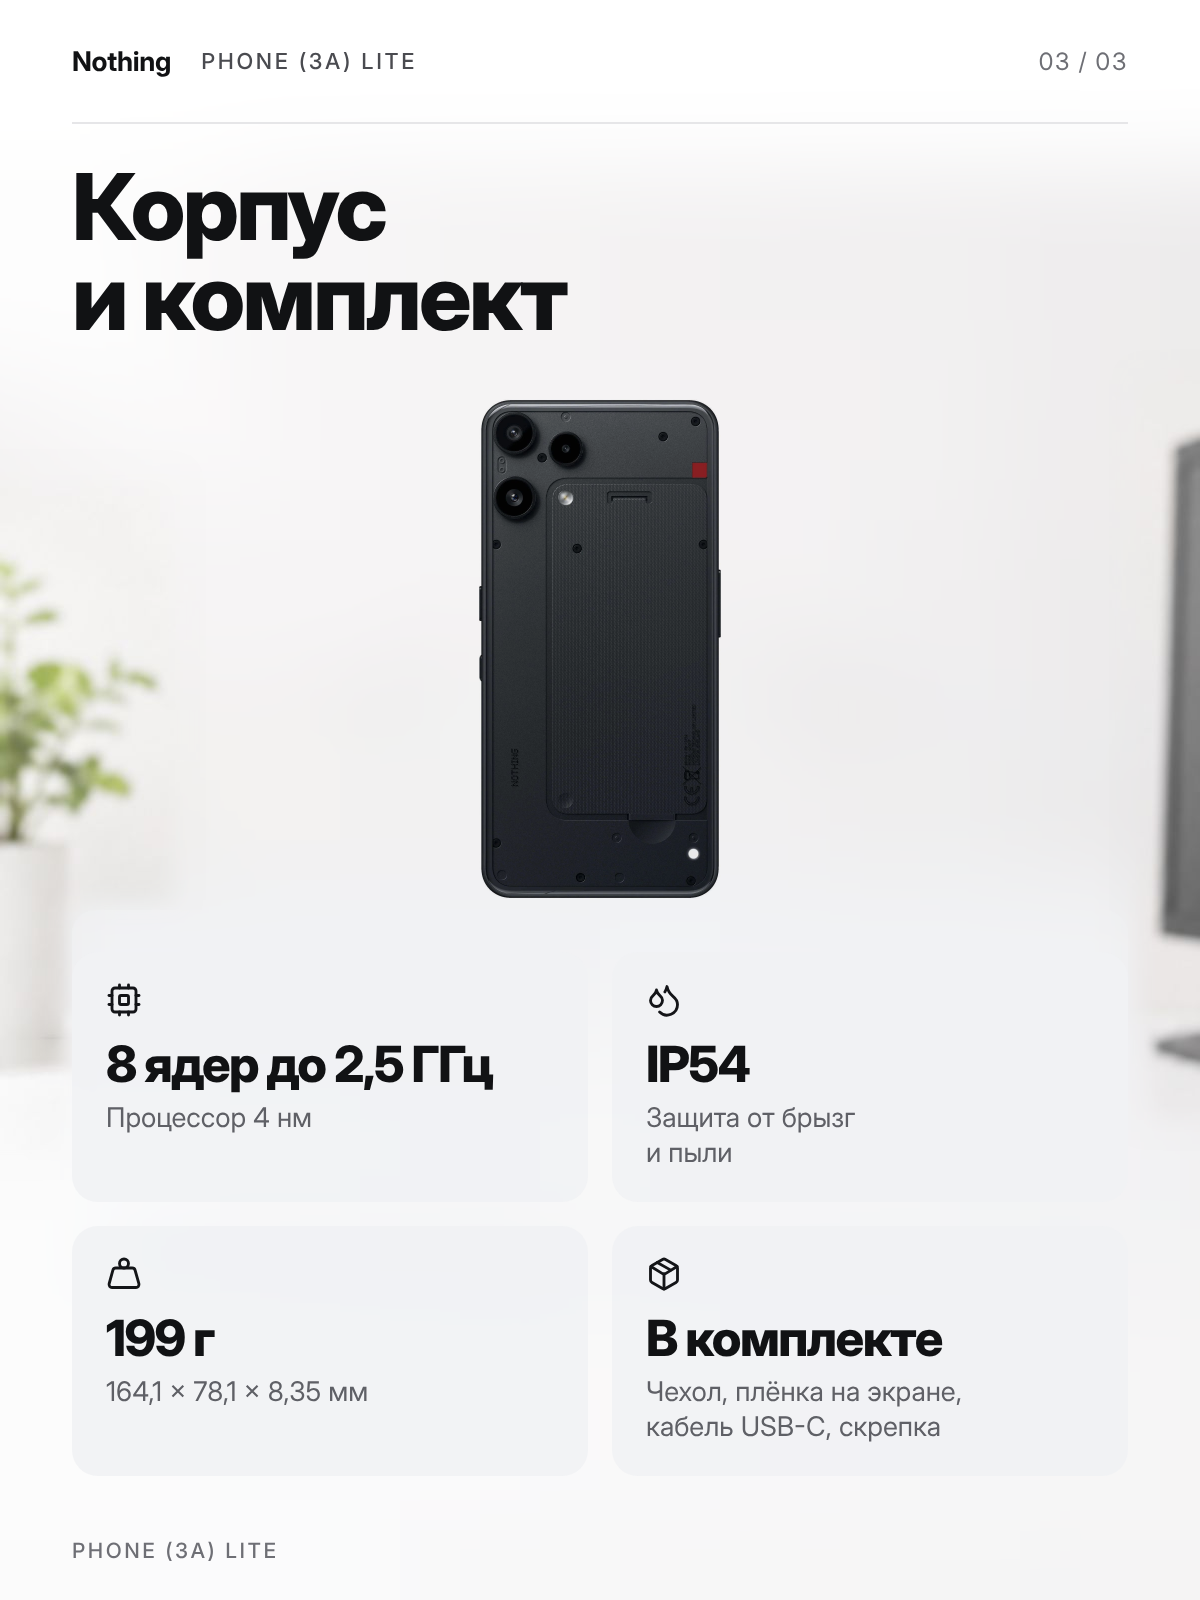 Nothing PHONE (3A) LITE 03 / 03
Корпус
и комплект
NOTHING
8 ядер до 2,5 ГГц
Процессор 4 нм
IP54
Защита от брызг
и пыли
199 г
164,1 × 78,1 × 8,35 мм
В комплекте
Чехол, плёнка на экране,
кабель USB-C, скрепка
PHONE (3A) LITE